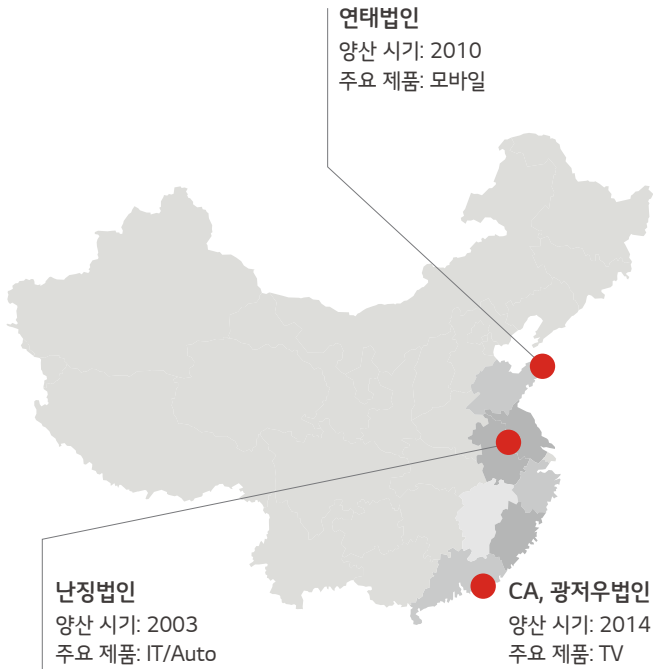 연태법인
양산 시기: 2010
주요 제품: 모바일
난징법인
양산 시기: 2003
주요 제품: IT/Auto
CA, 광저우법인
양산 시기: 2014
주요 제품: TV